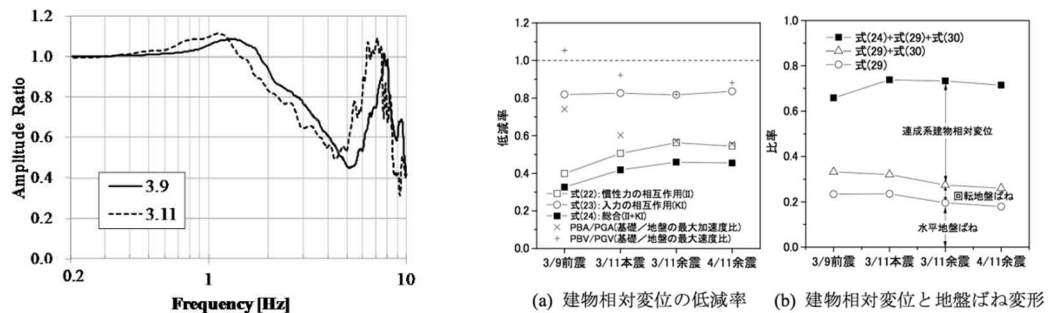 1.2
1.0
0.8
0.6
0.4
0.2
0.0
Amplitude Ratio
3.9
3.11
0.2
1
10
Frequency [Hz]
1.4
1.2
1.0
0.8
0.6
0.4
0.2
0.0
低減率
式(22):慣性力の相互作用(II)
式(23):入力の相互作用(KI)
式(24):総合(II+KI)
PBA/PGA(基礎/地盤の最大加速度比)
PBV/PGV(基礎/地盤の最大速度比)
3/9前震
3/11本震
3/11余震
4/11余震
(a) 建物相対変位の低減率
1.0
0.8
0.6
0.4
0.2
0.0
比率
式(24)+式(29)+式(30)
式(29)+式(30)
式(29)
連成系建物相対変位
回転地盤ばね
水平地盤ばね
3/9前震
3/11本震
3/11余震
4/11余震
(b) 建物相対変位と地盤ばね変形